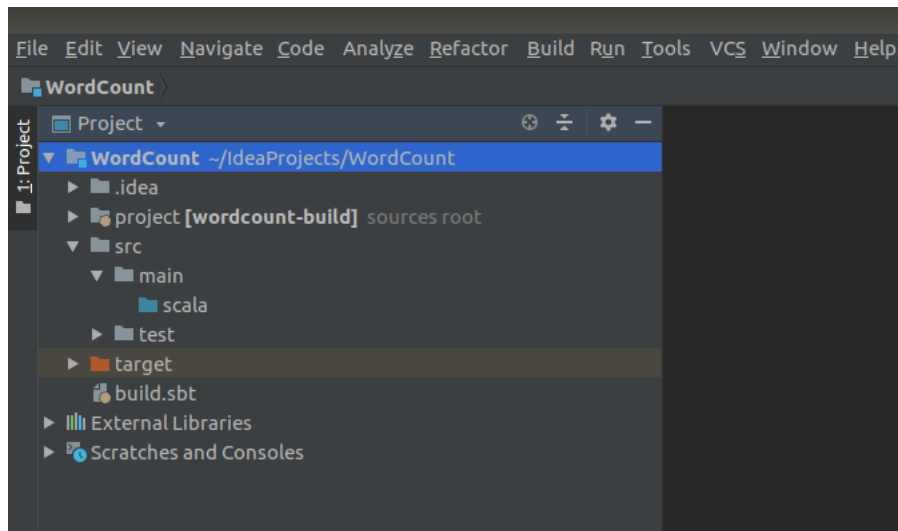 File Edit View Navigate Code Analyze Refactor Build Run Tools VCS Window Help
WordCount
1: Project
Project
WordCount ~/IdeaProjects/WordCount
.idea
project [wordcount-build] sources root
src
main
scala
test
target
build.sbt
External Libraries
Scratches and Consoles